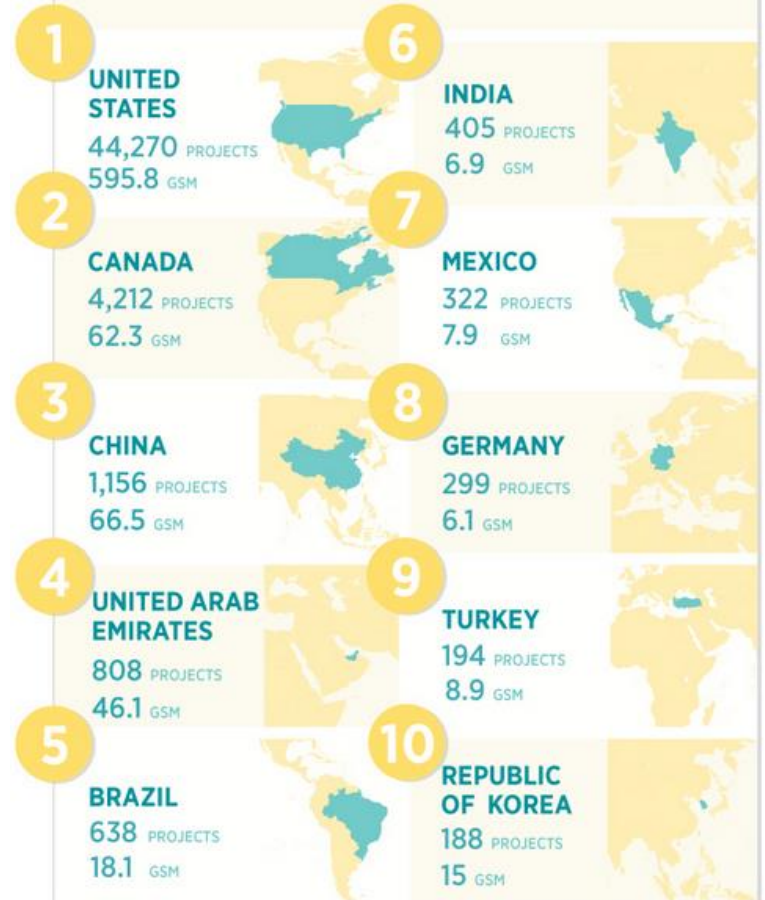 1
UNITED
STATES
44,270 PROJECTS
595.8 GSM
2
CANADA
4,212 PROJECTS
62.3 GSM
3
CHINA
1,156 PROJECTS
66.5 GSM
4
UNITED ARAB
EMIRATES
808 PROJECTS
46.1 GSM
5
BRAZIL
638 PROJECTS
18.1 GSM
6
INDIA
405 PROJECTS
6.9 GSM
7
MEXICO
322 PROJECTS
7.9 GSM
8
GERMANY
299 PROJECTS
6.1 GSM
9
TURKEY
194 PROJECTS
8.9 GSM
10
REPUBLIC
OF KOREA
188 PROJECTS
15 GSM